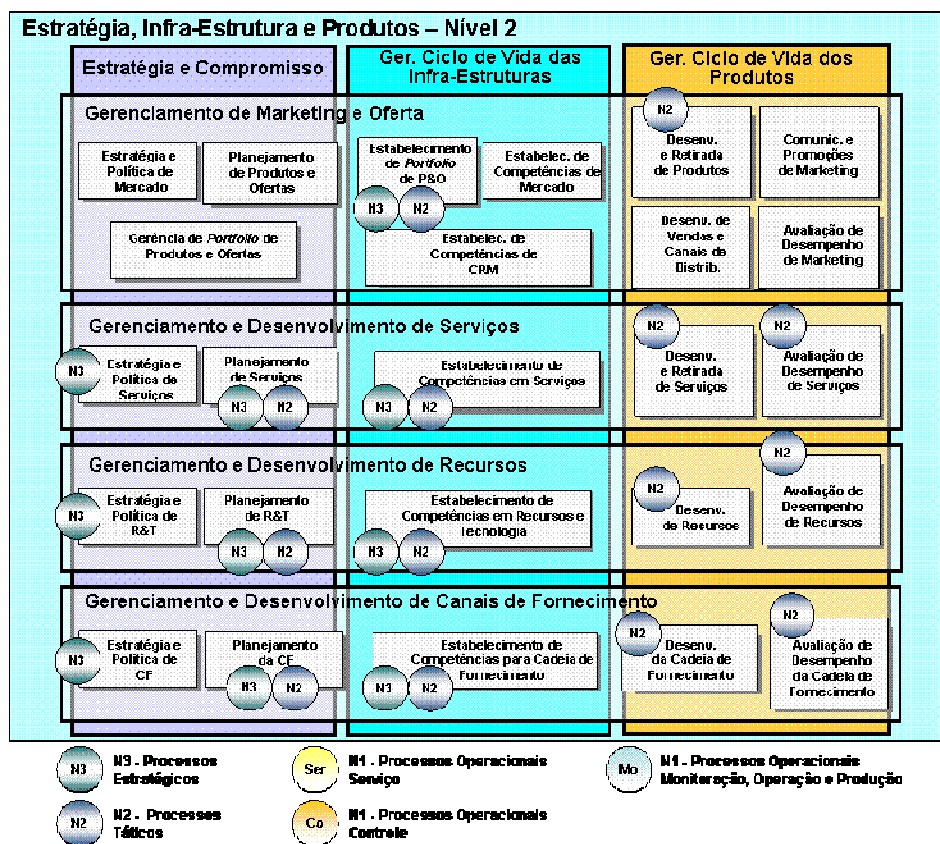 Estratégia, Infra-Estrutura e Produtos – Nível 2
Estratégia e Compromisso
Ger. Ciclo de Vida das
Infra-Estruturas
Ger. Ciclo de Vida dos
Produtos
Gerenciamento de Marketing e Oferta
Estratégia e
Política de
Mercado
Planejamento
de Produtos e
Ofertas
Gerência de Portfolio de
Produtos e Ofertas
Estabelecimento
de Portfolio
de P&O
N3
N2
Estabelec. de
Competências de
Mercado
Estabelec. de
Competências de
CRM
N2
Desenv.
e Retirada
de Produtos
Comunic. e
Promoções
de Marketing
Desenv. de
Vendas e
Canais de
Distrib.
Avaliação de
Desempenho
de Marketing
Gerenciamento e Desenvolvimento de Serviços
N3
Estratégia e
Política de
Serviços
Planejamento
de Serviços
N3
N2
Estabelecimento de
Competências em Serviços
N3
N2
N2
Desenv.
e Retirada
de Serviços
N2
Avaliação de
Desempenho
de Serviços
Gerenciamento e Desenvolvimento de Recursos
N3
Estratégia e
Política de
R&T
Planejamento
de R&T
N3
N2
Estabelecimento de
Competências em Recursos e
Tecnologia
N3
N2
N2
Desenv.
de Recursos
N2
Avaliação de
Desempenho
de Recursos
Gerenciamento e Desenvolvimento de Canais de Fornecimento
N3
Estratégia e
Política de
CF
Planejamento
da CF
N3
N2
Estabelecimento de
Competências para Cadeia de
Fornecimento
N3
N2
N2
Desenv.
da Cadeia de
Fornecimento
N2
Avaliação de
Desempenho
da Cadeia de
Fornecimento
N3
N3 - Processos
Estratégicos
Ser
N1 - Processos Operacionais
Serviço
Mo
N1 - Processos Operacionais
Monitoração, Operação e Produção
N2
N2 - Processos
Táticos
Co
N1 - Processos Operacionais
Controle